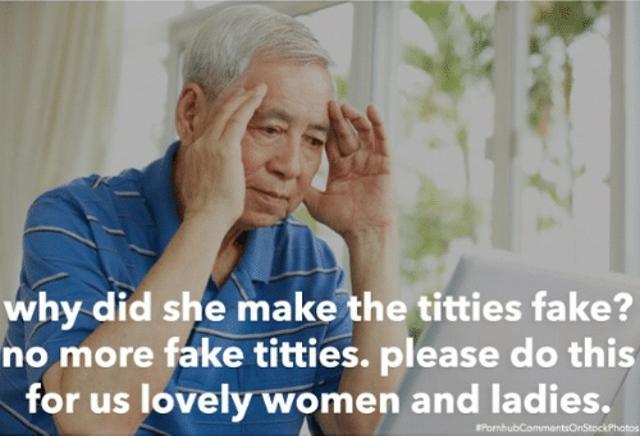 why did she make the titties fake?
no more fake titties. please do this
for us lovely women and ladies.
#PornhubCommentsOnStockPhotos